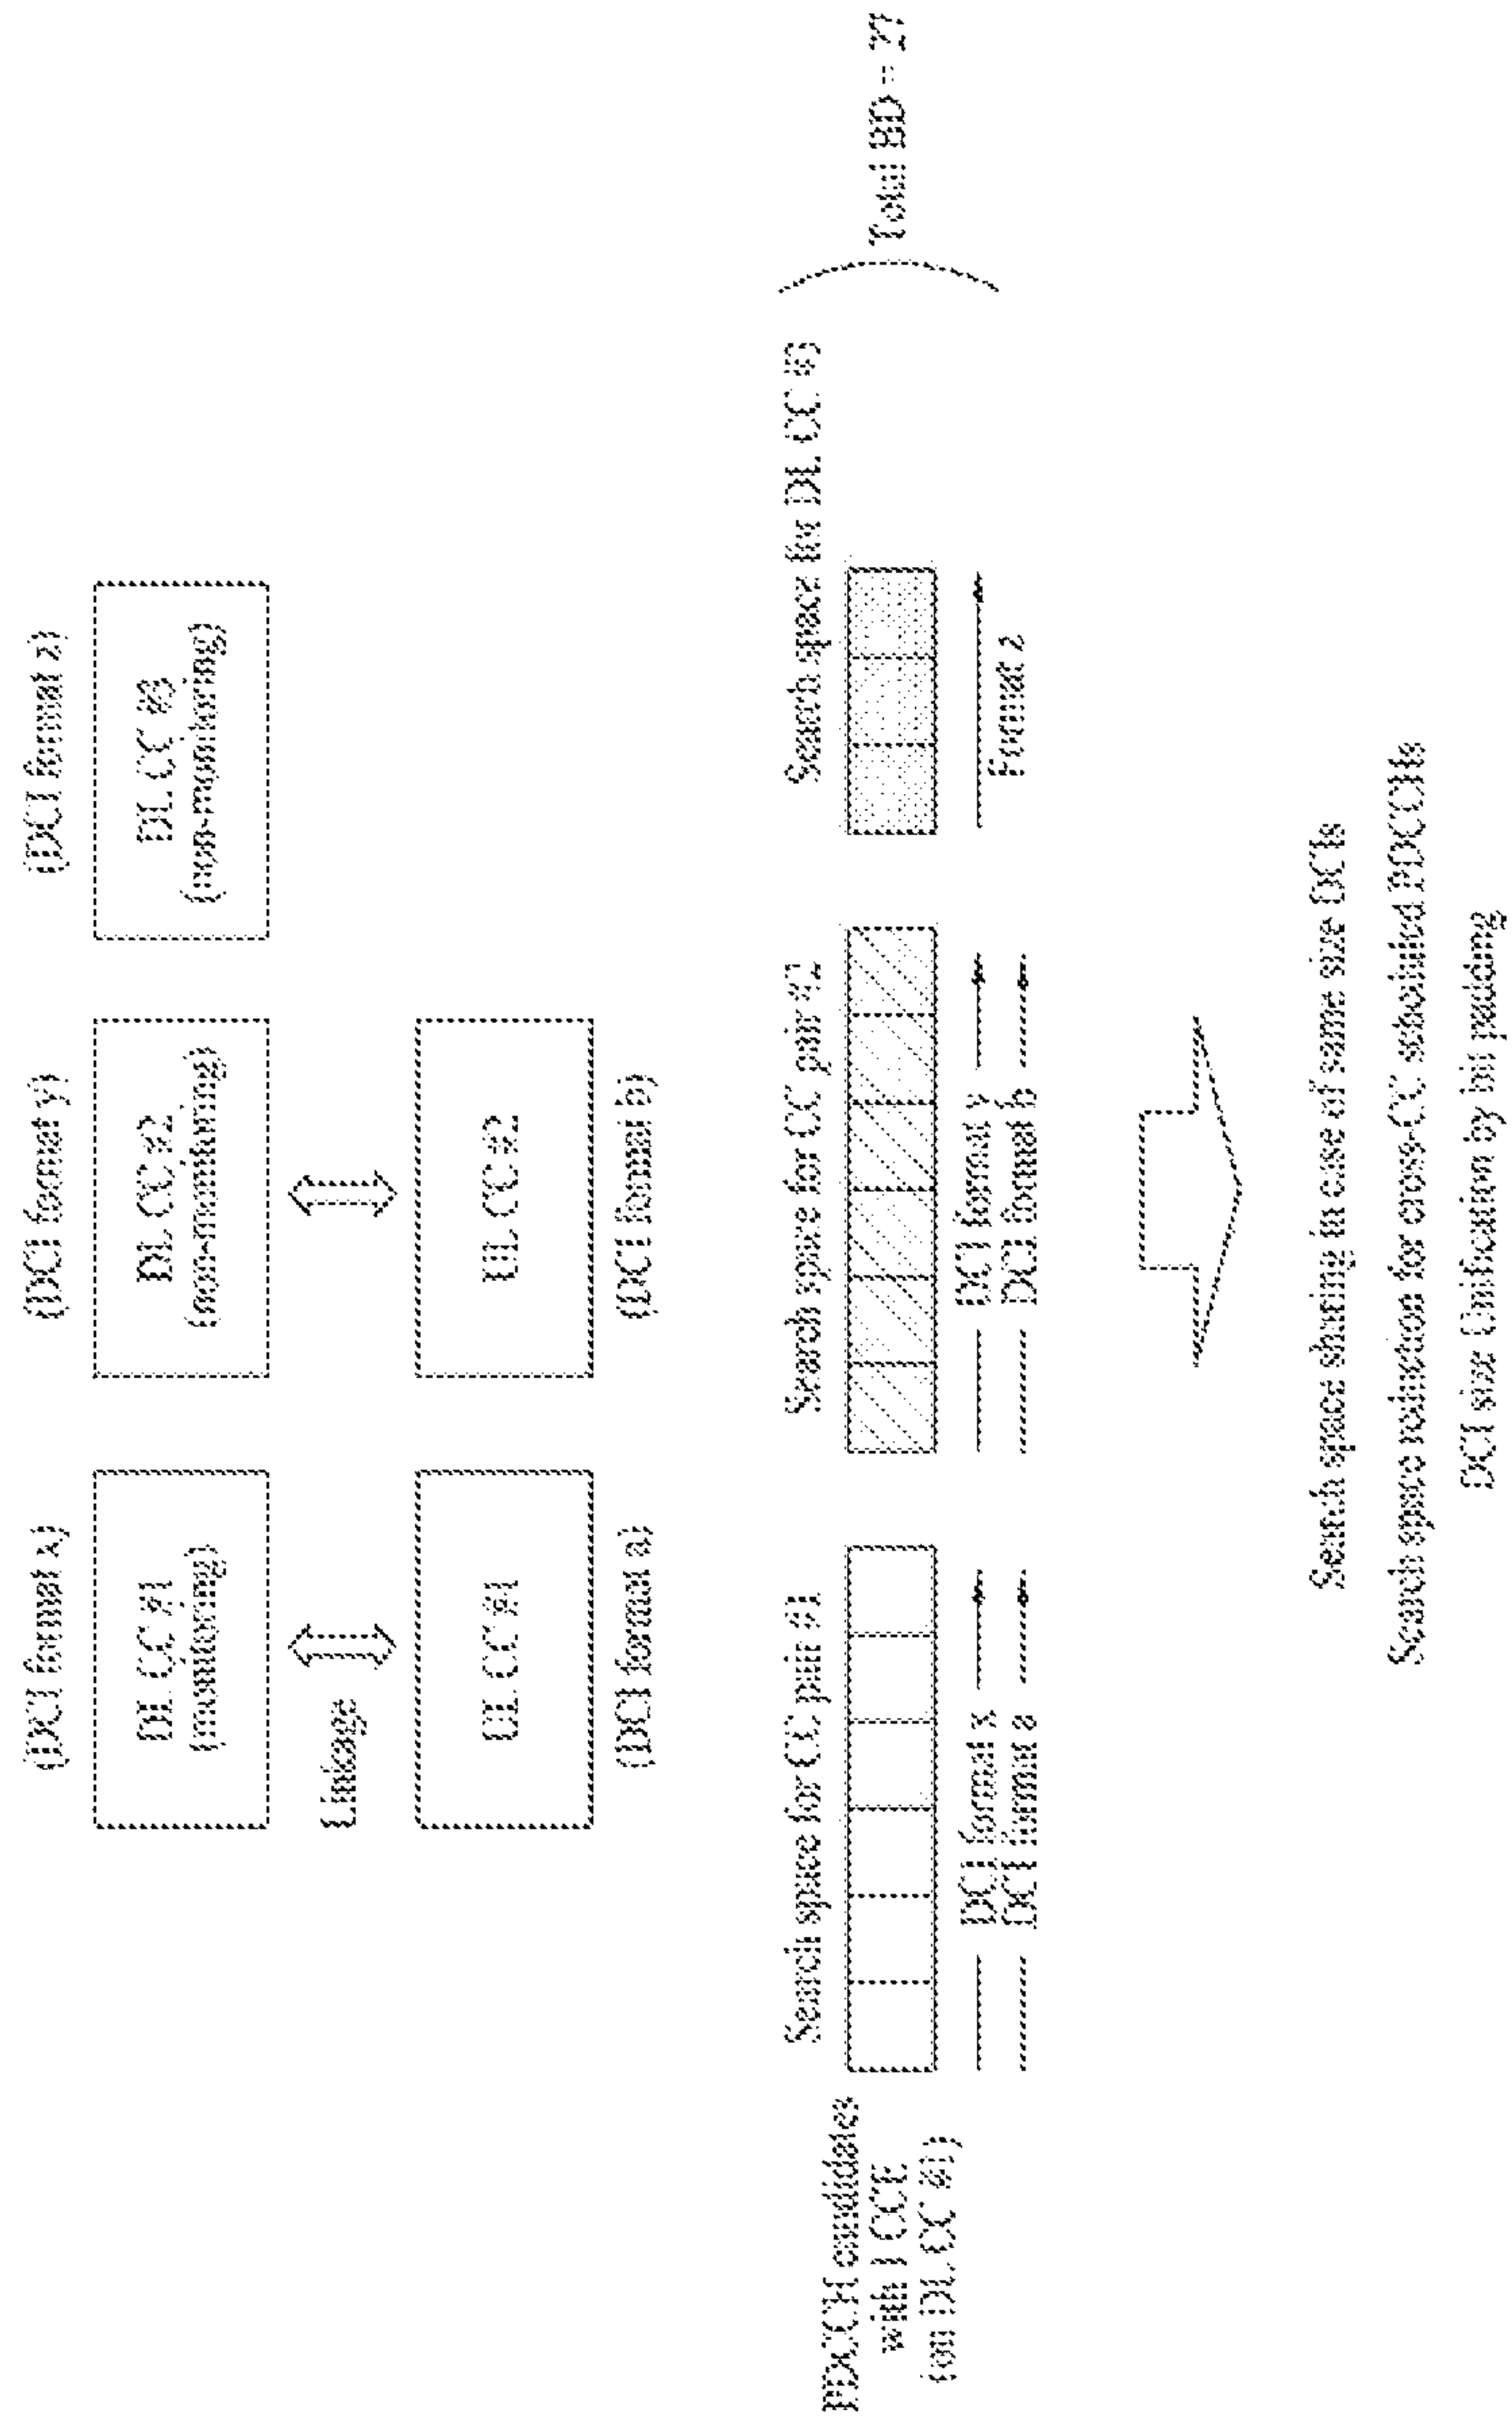 (DCI format x)
(DCI format y)
(DCI format z)
DL CC #1
(monitoring)
DL CC #2
(non-monitoring)
DL CC #3
(non-monitoring)
Linkage
UL CC #1
UL CC #2
(DCI format a)
(DCI format b)
PDCCH candidates
with 1 CCE
(on DL CC #1)
Search space for CC pair #1
Search space for CC pair #2
Search space for DL CC #3
DCI format x
DCI format a
DCI format y
DCI format b
Format z
Total BD = 27
Search space sharing in case of same size DCIs
Search space reduction for cross-CC scheduled PDCCHs
DCI size Unification by bit padding